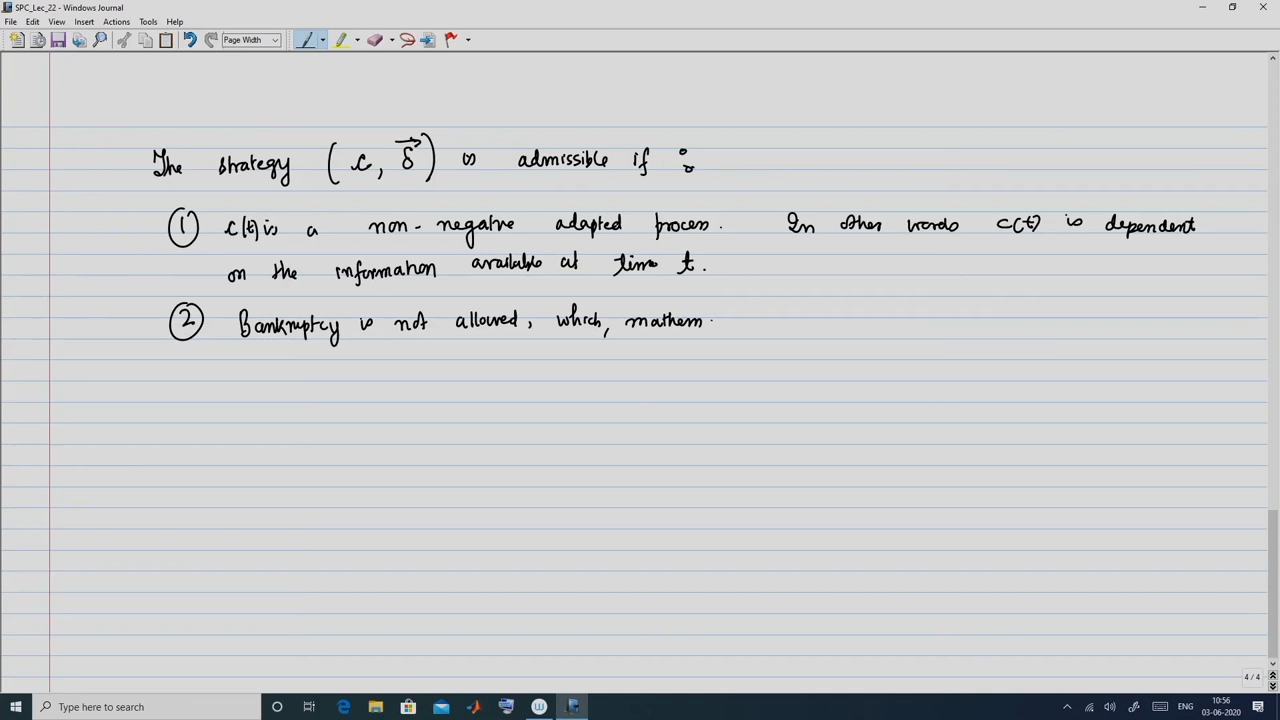 SPC_Lec_22 - Windows Journal
File Edit View Insert Actions Tools Help
Page Width
The strategy (c, δ⃗) is admissible if :
① c(t) is a non-negative adapted process. In other words c(t) is dependent
on the information available at time t.
② Bankruptcy is not allowed, which, mathem
4/4
Type here to search
ENG
10:56
03-06-2020